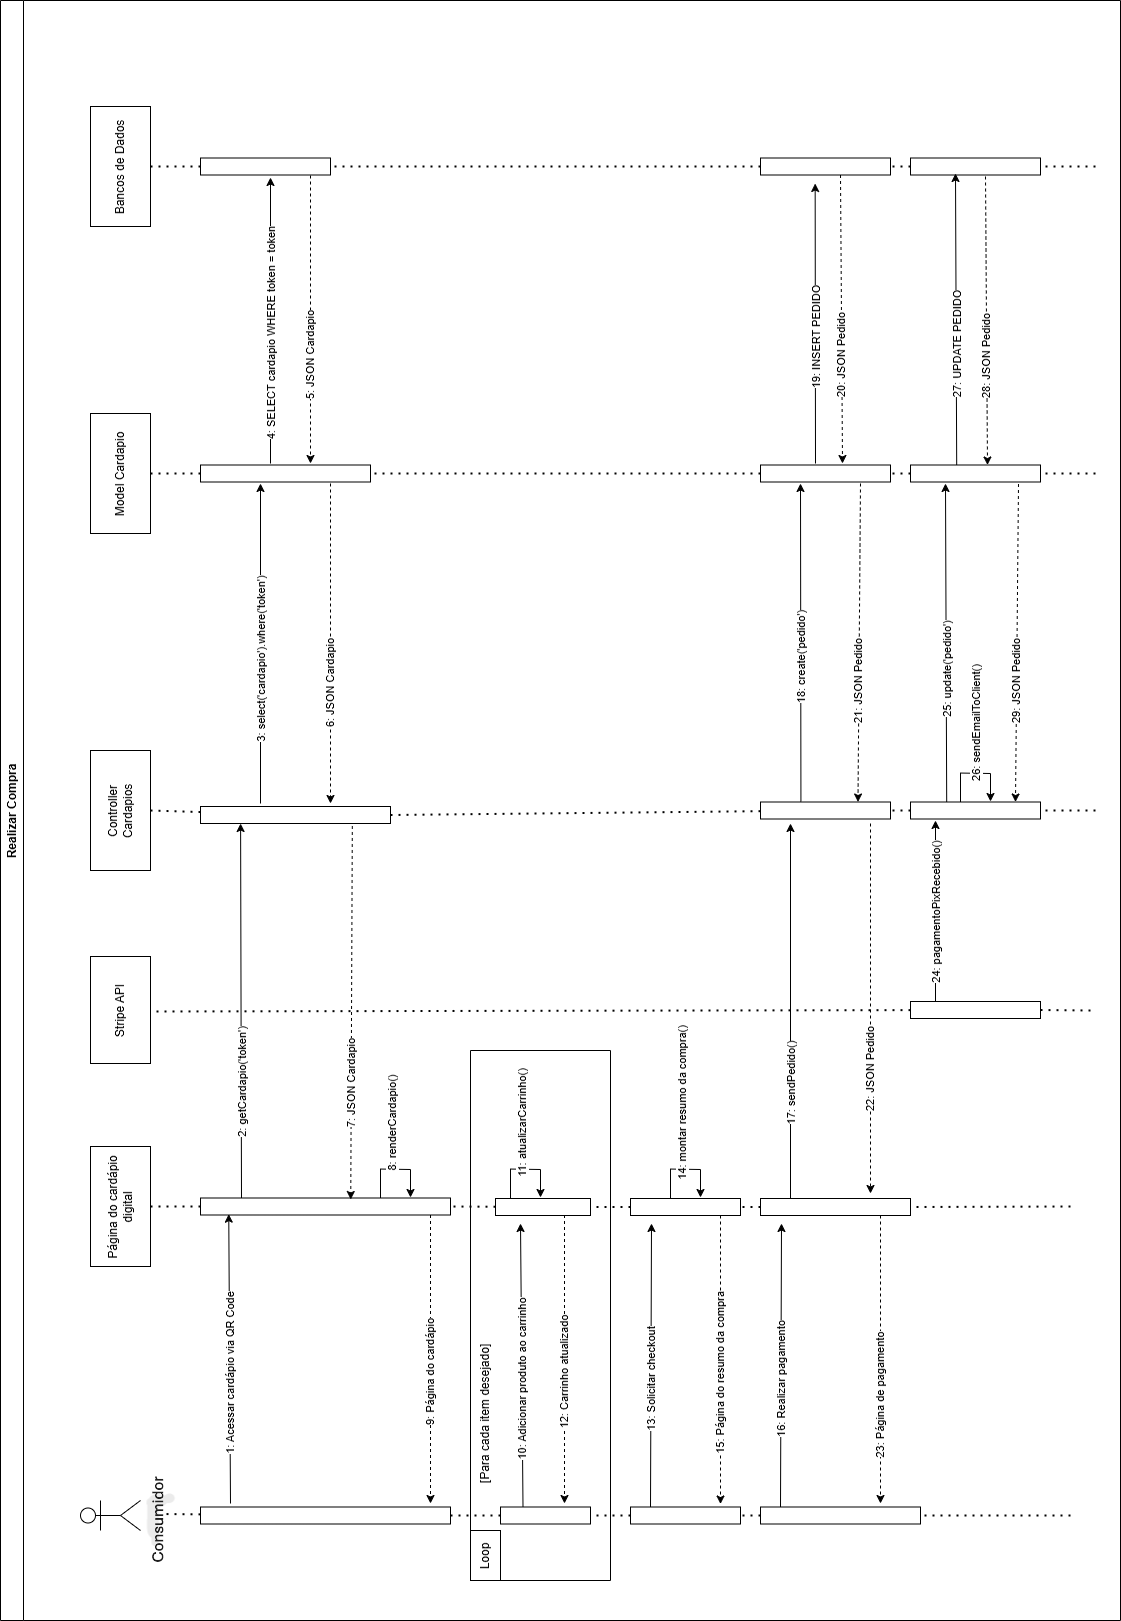 Realizar Compra
Consumidor
Página do cardápio
digital
Stripe API
Controller
Cardapios
Model Cardapio
Bancos de Dados
1: Acessar cardápio via QR Code
2: getCardapio('token')
3: select('cardapio').where('token')
4: SELECT cardapio WHERE token = token
5: JSON Cardapio
6: JSON Cardapio
7: JSON Cardapio
8: renderCardapio()
9: Página do cardápio
Loop
[Para cada item desejado]
10: Adicionar produto ao carrinho
11: atualizarCarrinho()
12: Carrinho atualizado
13: Solicitar checkout
14: montar resumo da compra()
15: Página do resumo da compra
16: Realizar pagamento
17: sendPedido()
18: create('pedido')
19: INSERT PEDIDO
20: JSON Pedido
21: JSON Pedido
22: JSON Pedido
23: Página de pagamento
24: pagamentoPixRecebido()
25: update('pedido')
26: sendEmailToClient()
27: UPDATE PEDIDO
28: JSON Pedido
29: JSON Pedido